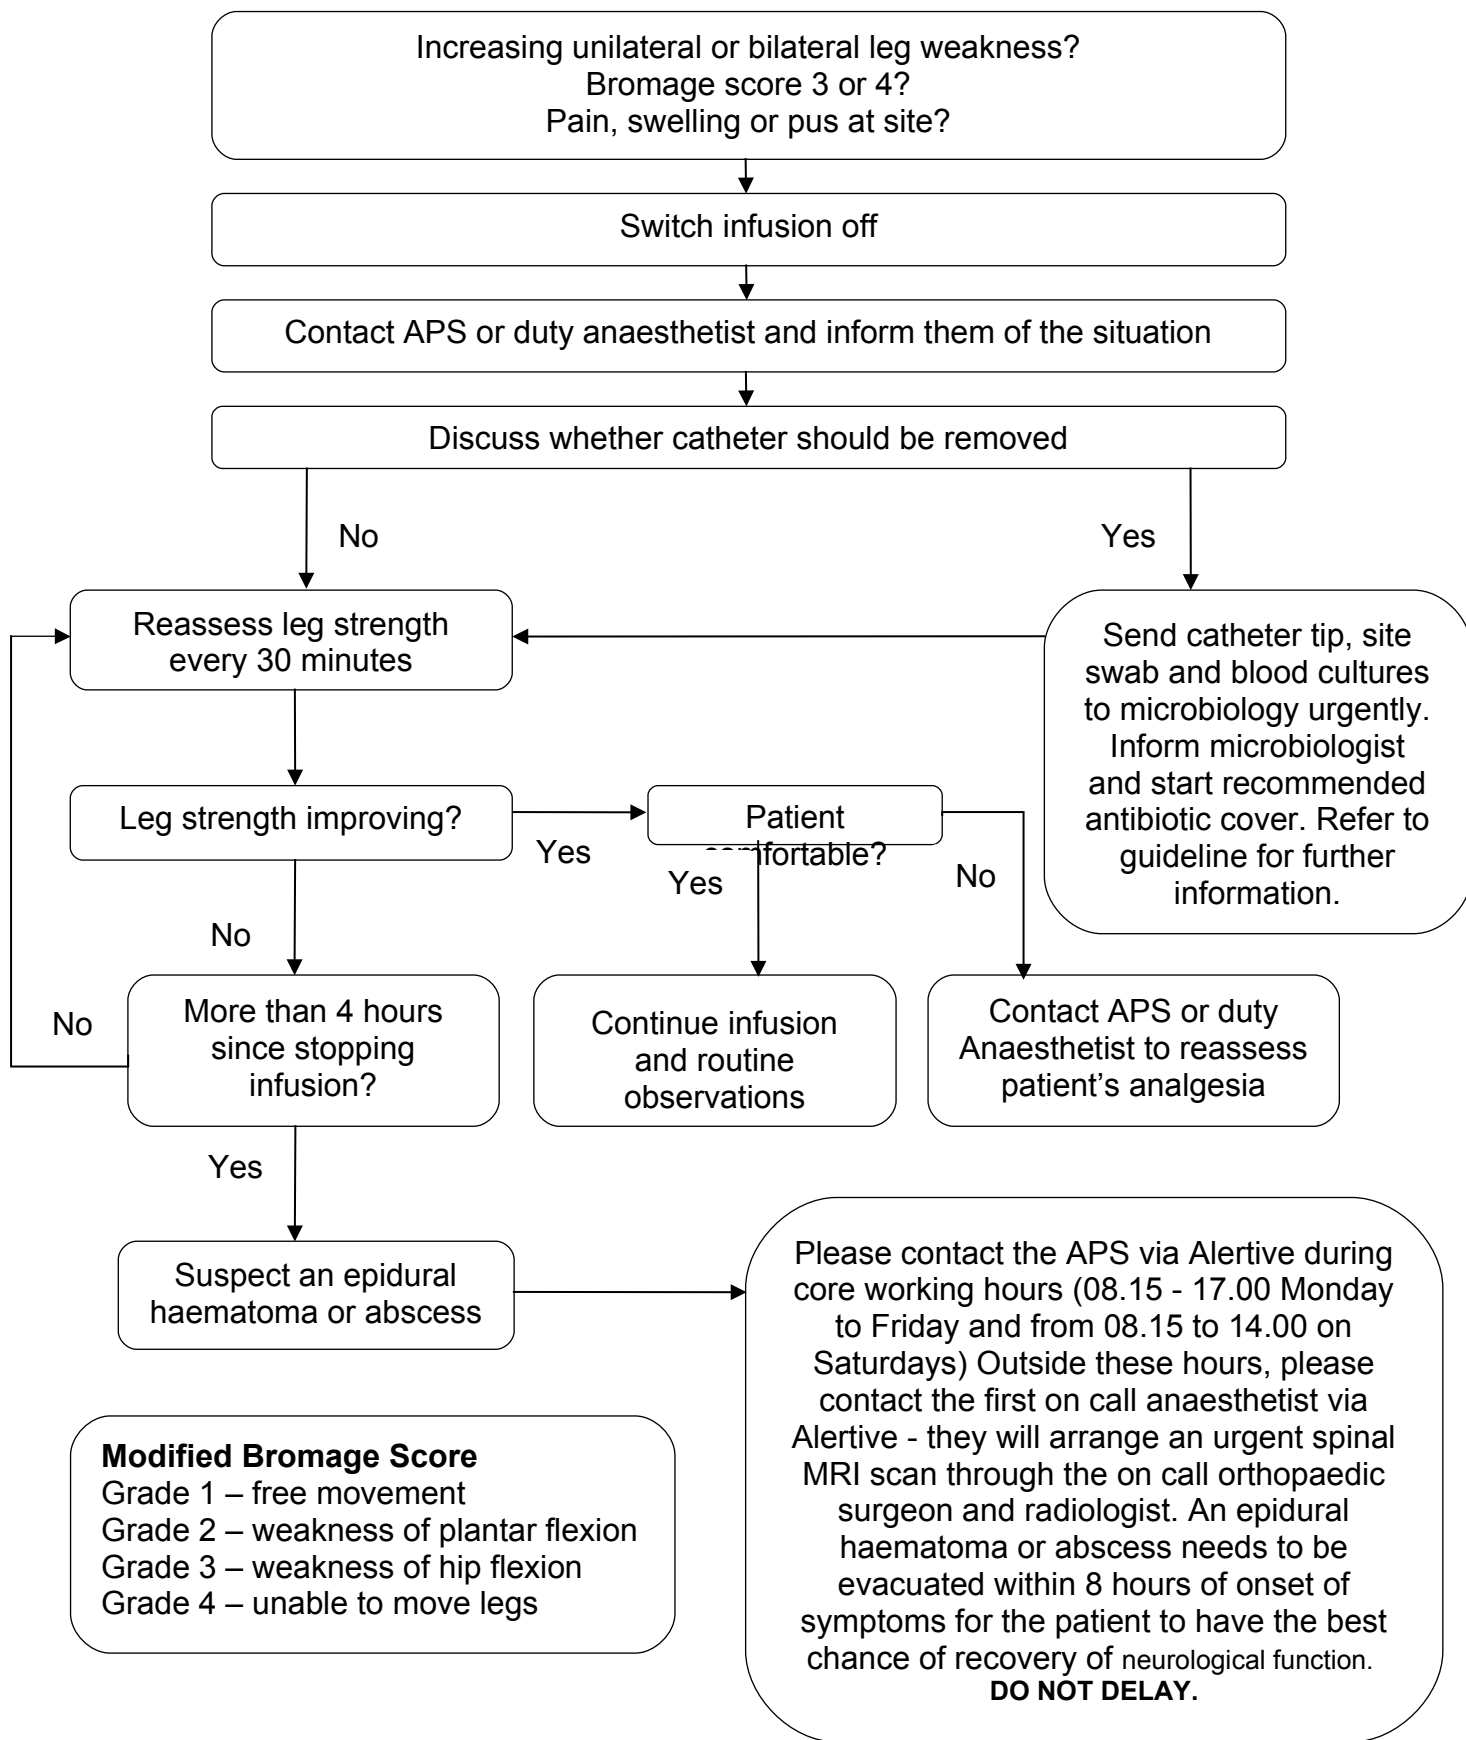 Increasing unilateral or bilateral leg weakness?
Bromage score 3 or 4?
Pain, swelling or pus at site?
Switch infusion off
Contact APS or duty anaesthetist and inform them of the situation
Discuss whether catheter should be removed
No
Yes
Reassess leg strength
every 30 minutes
Send catheter tip, site
swab and blood cultures
to microbiology urgently.
Inform microbiologist
and start recommended
antibiotic cover. Refer to
guideline for further
information.
Leg strength improving?
Yes
Patient
comfortable?
Yes
No
No
More than 4 hours
since stopping
infusion?
No
Continue infusion
and routine
observations
Contact APS or duty
Anaesthetist to reassess
patient’s analgesia
Yes
Suspect an epidural
haematoma or abscess
Please contact the APS via Alertive during
core working hours (08.15 - 17.00 Monday
to Friday and from 08.15 to 14.00 on
Saturdays) Outside these hours, please
contact the first on call anaesthetist via
Alertive - they will arrange an urgent spinal
MRI scan through the on call orthopaedic
surgeon and radiologist. An epidural
haematoma or abscess needs to be
evacuated within 8 hours of onset of
symptoms for the patient to have the best
chance of recovery of neurological function.
DO NOT DELAY.
Modified Bromage Score
Grade 1 – free movement
Grade 2 – weakness of plantar flexion
Grade 3 – weakness of hip flexion
Grade 4 – unable to move legs